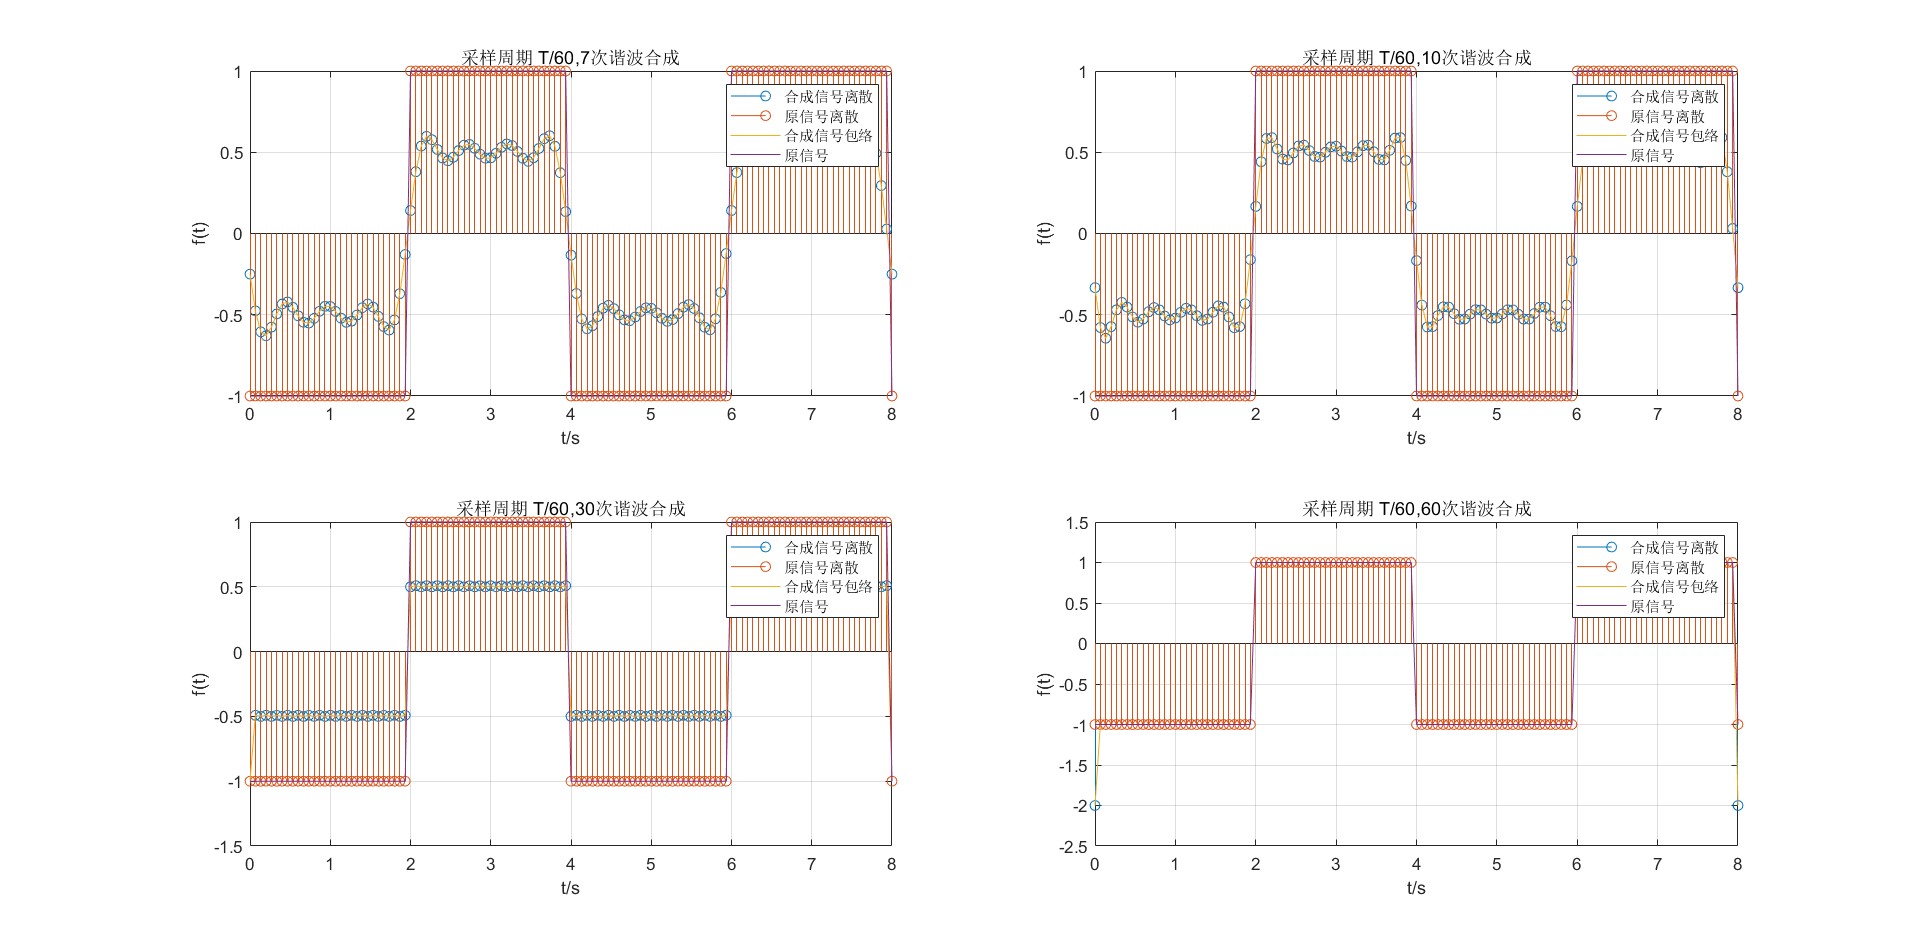 采样周期 T/60,7次谐波合成
1
0.5
0
-0.5
-1
f(t)
合成信号离散
原信号离散
合成信号包络
原信号
0 1 2 3 4 5 6 7 8
t/s
采样周期 T/60,10次谐波合成
1
0.5
0
-0.5
-1
f(t)
合成信号离散
原信号离散
合成信号包络
原信号
0 1 2 3 4 5 6 7 8
t/s
采样周期 T/60,30次谐波合成
1
0.5
0
-0.5
-1
-1.5
f(t)
合成信号离散
原信号离散
合成信号包络
原信号
0 1 2 3 4 5 6 7 8
t/s
采样周期 T/60,60次谐波合成
1.5
1
0.5
0
-0.5
-1
-1.5
-2
-2.5
f(t)
合成信号离散
原信号离散
合成信号包络
原信号
0 1 2 3 4 5 6 7 8
t/s